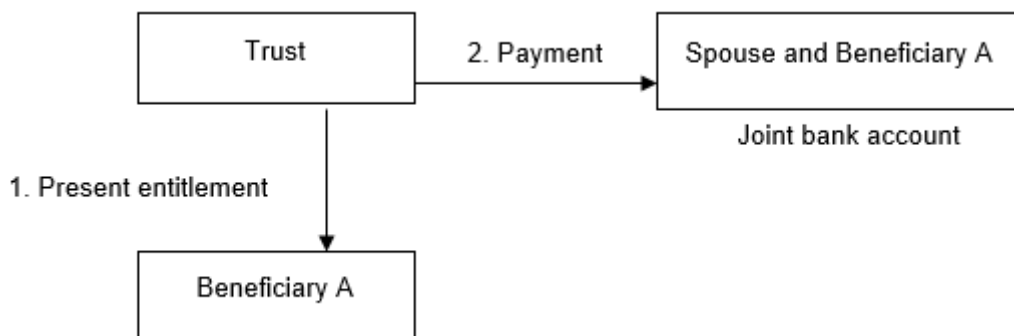 Trust
2. Payment
Spouse and Beneficiary A
Joint bank account
1. Present entitlement
Beneficiary A